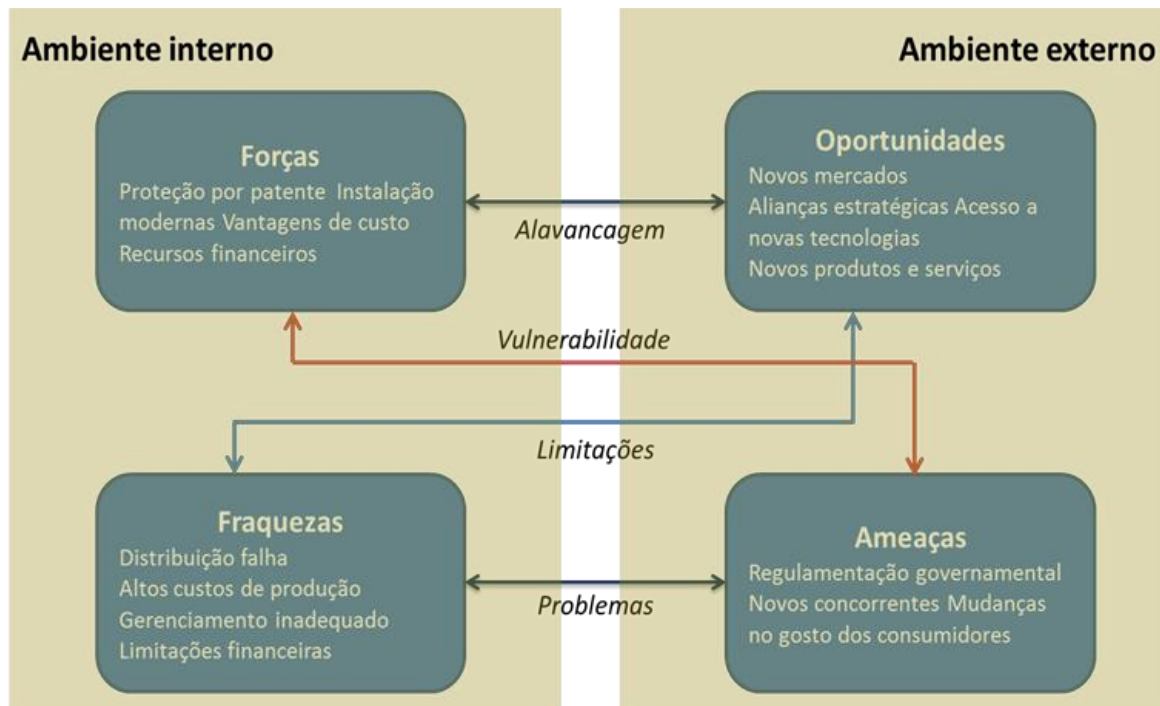 Ambiente interno
Ambiente externo
Forças
Proteção por patente Instalação
modernas Vantagens de custo
Recursos financeiros
Oportunidades
Novos mercados
Alianças estratégicas Acesso a
novas tecnologias
Novos produtos e serviços
Alavancagem
Vulnerabilidade
Limitações
Fraquezas
Distribuição falha
Altos custos de produção
Gerenciamento inadequado
Limitações financeiras
Problemas
Ameaças
Regulamentação governamental
Novos concorrentes Mudanças
no gosto dos consumidores